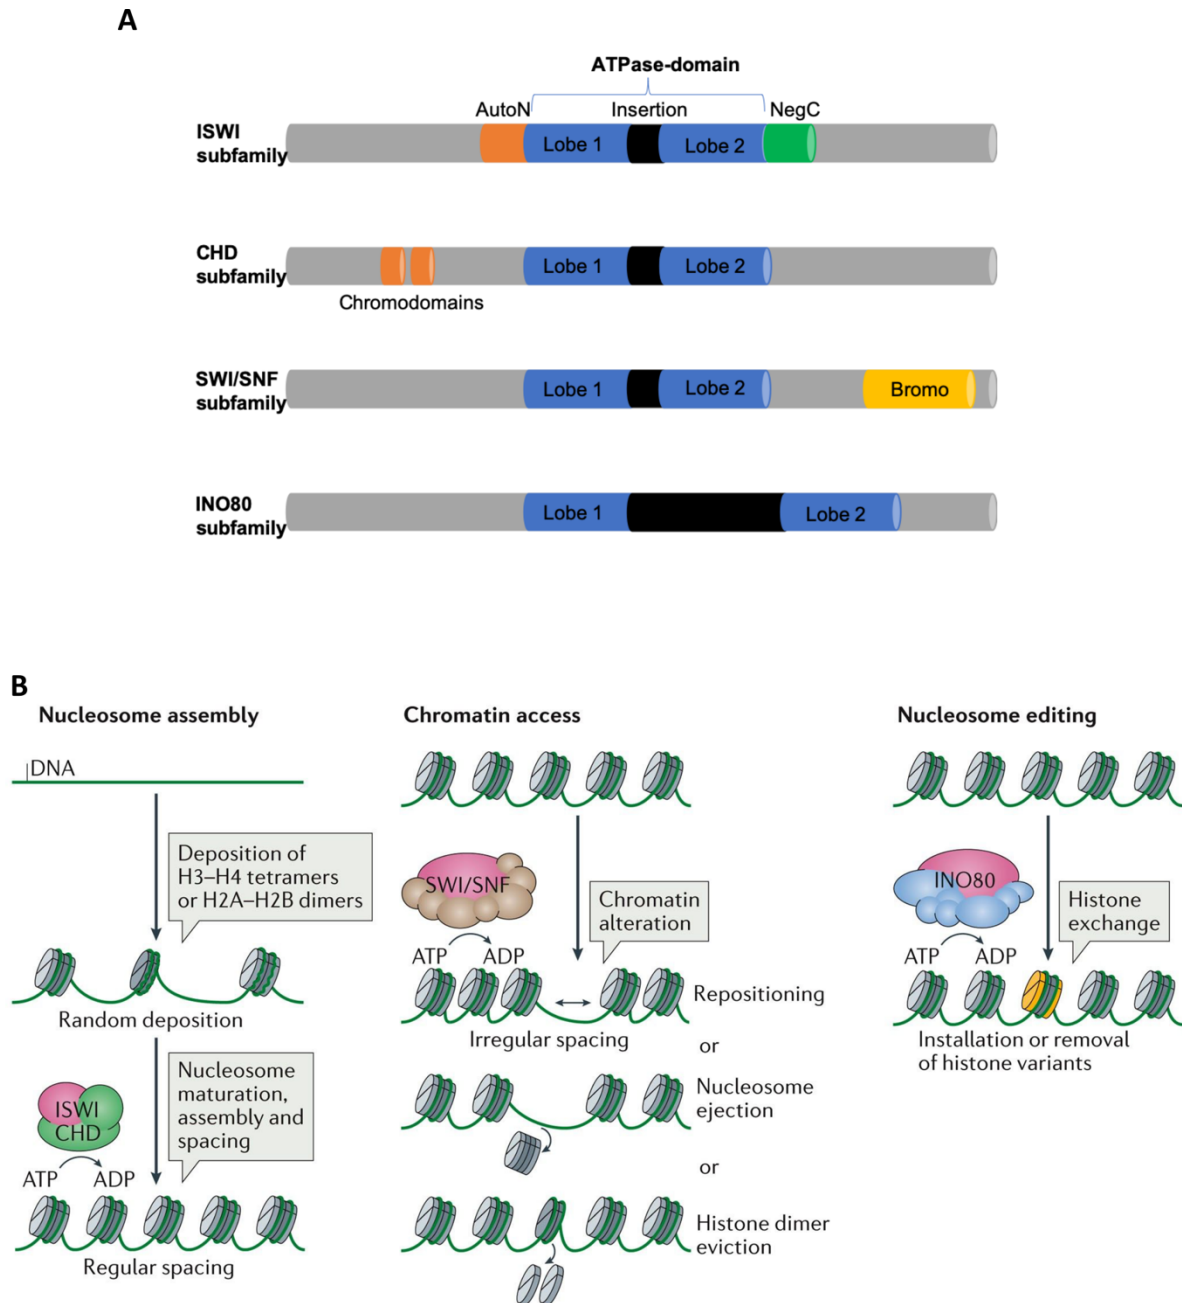 A
ATPase-domain
AutoN
Insertion
NegC
ISWI
subfamily
Lobe 1
Lobe 2
CHD
subfamily
Lobe 1
Lobe 2
Chromodomains
SWI/SNF
subfamily
Lobe 1
Lobe 2
Bromo
INO80
subfamily
Lobe 1
Lobe 2
B
Nucleosome assembly
DNA
Deposition of
H3–H4 tetramers
or H2A–H2B dimers
Random deposition
ISWI
CHD
ATP
ADP
Nucleosome
maturation,
assembly and
spacing
Regular spacing
Chromatin access
SWI/SNF
ATP
ADP
Chromatin
alteration
Repositioning
Irregular spacing
or
Nucleosome
ejection
or
Histone dimer
eviction
Nucleosome editing
INO80
ATP
ADP
Histone
exchange
Installation or removal
of histone variants